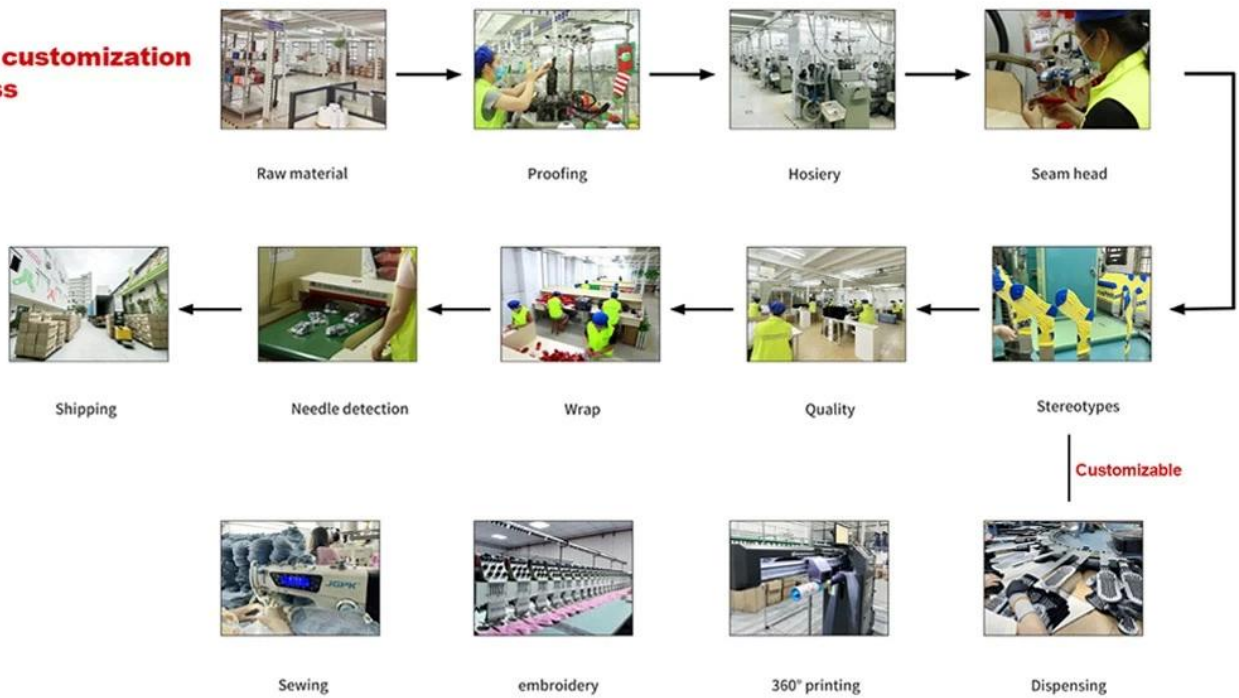 customization
ss
Raw material
Proofing
Hosiery
Seam head
Shipping
Needle detection
Wrap
Quality
Stereotypes
Customizable
JGPK
Sewing
embroidery
360° printing
Dispensing